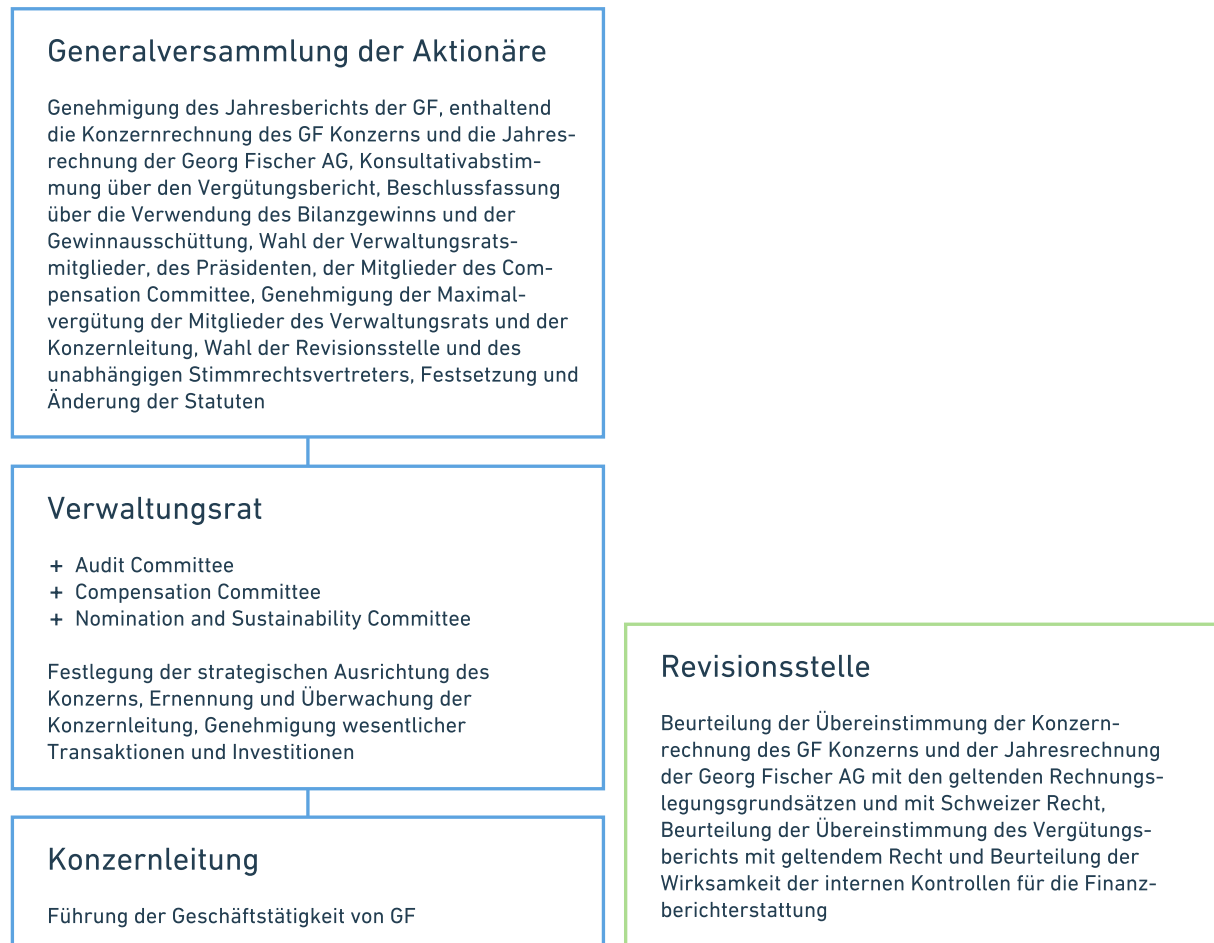 Generalversammlung der Aktionäre
Genehmigung des Jahresberichts der GF, enthaltend
die Konzernrechnung des GF Konzerns und die Jahres-
rechnung der Georg Fischer AG, Konsultativabstim-
mung über den Vergütungsbericht, Beschlussfassung
über die Verwendung des Bilanzgewinns und der
Gewinnausschüttung, Wahl der Verwaltungsrats-
mitglieder, des Präsidenten, der Mitglieder des Com-
pensation Committee, Genehmigung der Maximal-
vergütung der Mitglieder des Verwaltungsrats und der
Konzernleitung, Wahl der Revisionsstelle und des
unabhängigen Stimmrechtsvertreters, Festsetzung und
Änderung der Statuten
Verwaltungsrat
+ Audit Committee
+ Compensation Committee
+ Nomination and Sustainability Committee
Festlegung der strategischen Ausrichtung des
Konzerns, Ernennung und Überwachung der
Konzernleitung, Genehmigung wesentlicher
Transaktionen und Investitionen
Konzernleitung
Führung der Geschäftstätigkeit von GF
Revisionsstelle
Beurteilung der Übereinstimmung der Konzern-
rechnung des GF Konzerns und der Jahresrechnung
der Georg Fischer AG mit den geltenden Rechnungs-
legungsgrundsätzen und mit Schweizer Recht,
Beurteilung der Übereinstimmung des Vergütungs-
berichts mit geltendem Recht und Beurteilung der
Wirksamkeit der internen Kontrollen für die Finanz-
berichterstattung